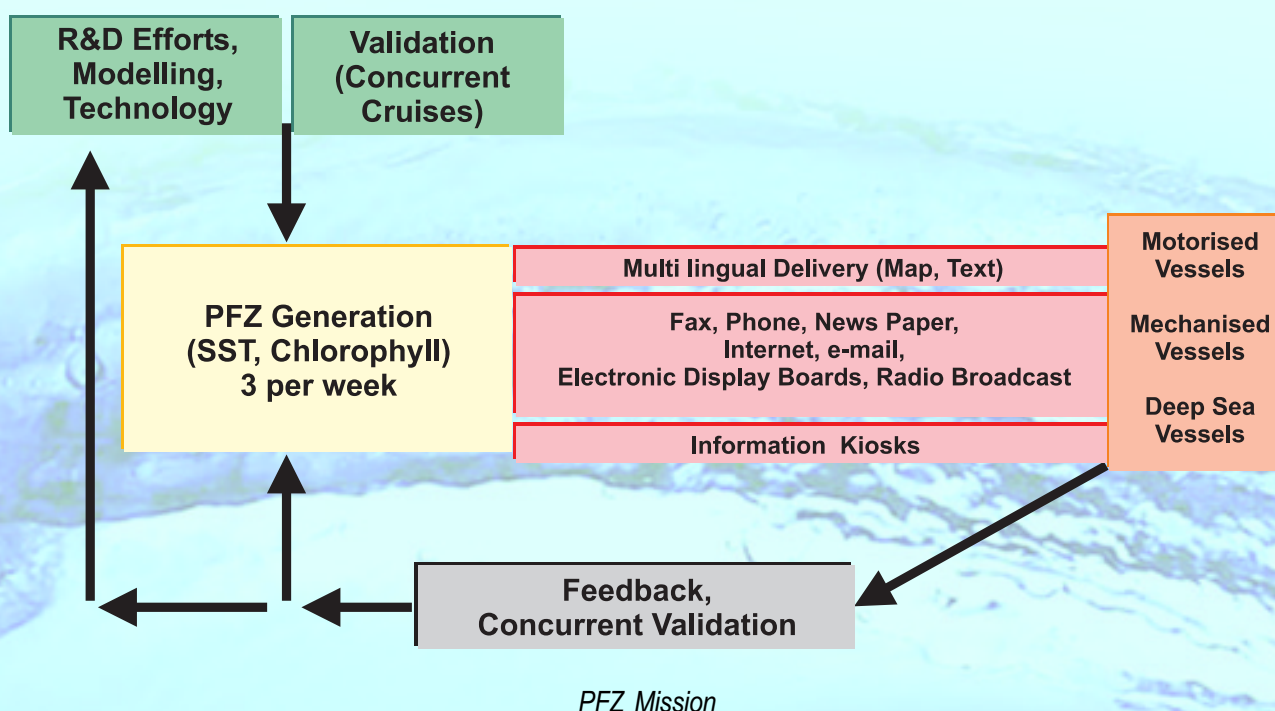 R&D Efforts,
Modelling,
Technology
Validation
(Concurrent
Cruises)
PFZ Generation
(SST, Chlorophyll)
3 per week
Multi lingual Delivery (Map, Text)
Fax, Phone, News Paper,
Internet, e-mail,
Electronic Display Boards, Radio Broadcast
Information Kiosks
Motorised
Vessels
Mechanised
Vessels
Deep Sea
Vessels
Feedback,
Concurrent Validation
PFZ Mission